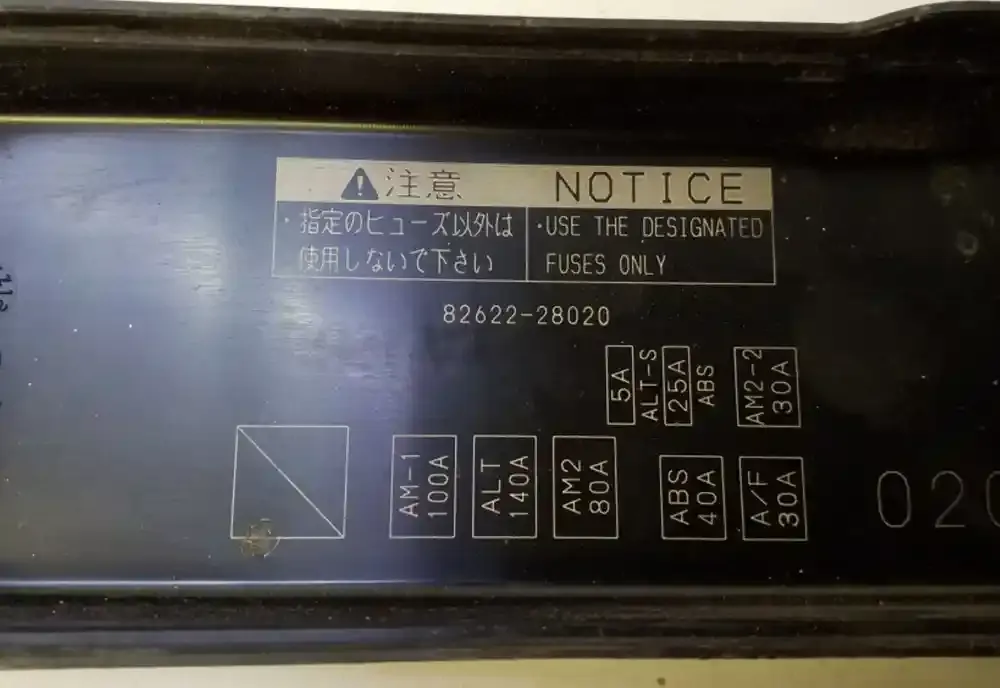 注意 NOTICE
・指定のヒューズ以外は
使用しないで下さい
・USE THE DESIGNATED
FUSES ONLY
82622-28020
5A
ALT-S
25A
ABS
AM2-2
30A
AM-1
100A
ALT
140A
AM2
80A
ABS
40A
A/F
30A
020